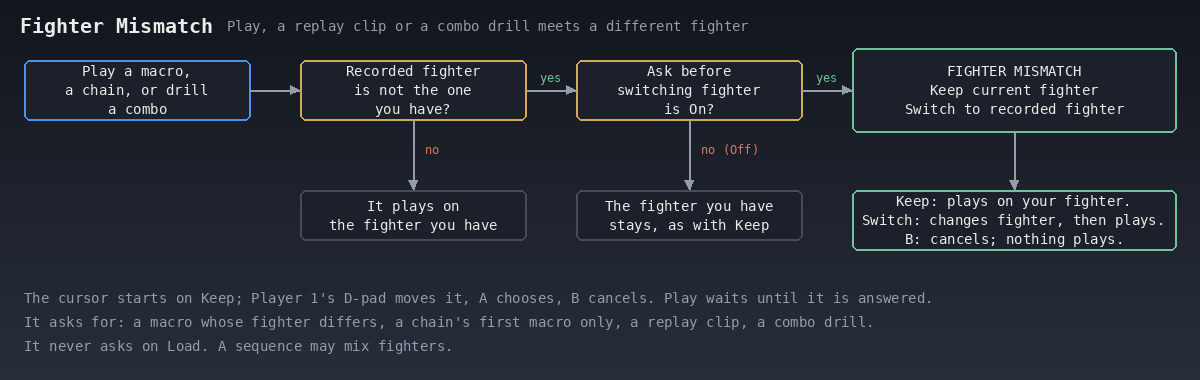 Fighter Mismatch Play, a replay clip or a combo drill meets a different fighter
Play a macro,
a chain, or drill
a combo
Recorded fighter
is not the one
you have?
yes
Ask before
switching fighter
is On?
yes
FIGHTER MISMATCH
Keep current fighter
Switch to recorded fighter
no
no (Off)
It plays on
the fighter you have
The fighter you have
stays, as with Keep
Keep: plays on your fighter.
Switch: changes fighter, then plays.
B: cancels; nothing plays.
The cursor starts on Keep; Player 1's D-pad moves it, A chooses, B cancels. Play waits until it is answered.
It asks for: a macro whose fighter differs, a chain's first macro only, a replay clip, a combo drill.
It never asks on Load. A sequence may mix fighters.